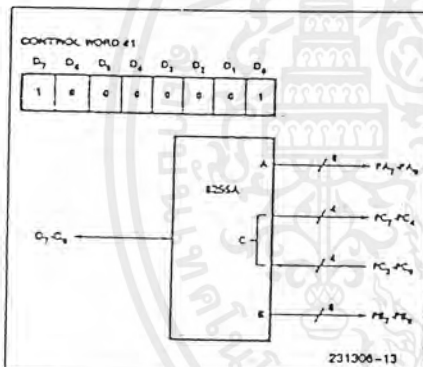 CONTROL WORD #1
D7 D6 D5 D4 D3 D2 D1 D0
1 0 0 0 0 0 0 1
8255A
A
8
PA7-PA0
4
PC7-PC4
C
4
PC3-PC0
D7-D0
B
8
PB7-PB0
231306-13